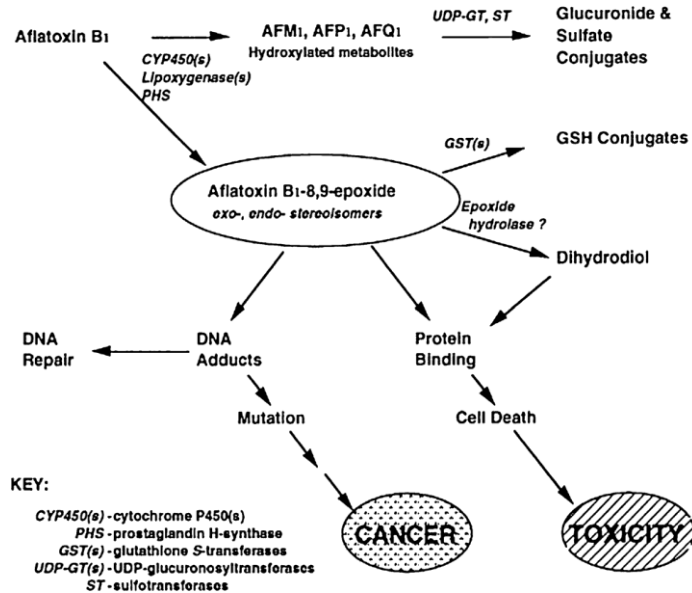 Aflatoxin B1
CYP450(s)
Lipoxygenase(s)
PHS
AFM1, AFP1, AFQ1
Hydroxylated metabolites
UDP-GT, ST
Glucuronide &
Sulfate
Conjugates
GST(s)
GSH Conjugates
Aflatoxin B1-8,9-epoxide
exo-, endo- stereoisomers
Epoxide
hydrolase ?
Dihydrodiol
DNA
Repair
DNA
Adducts
Protein
Binding
Mutation
Cell Death
CANCER
TOXICITY
KEY:
CYP450(s) -cytochrome P450(s)
PHS -prostaglandin H-synthase
GST(s) -glutathione S-transferases
UDP-GT(s) -UDP-glucuronosyltransferases
ST -sulfotransferases